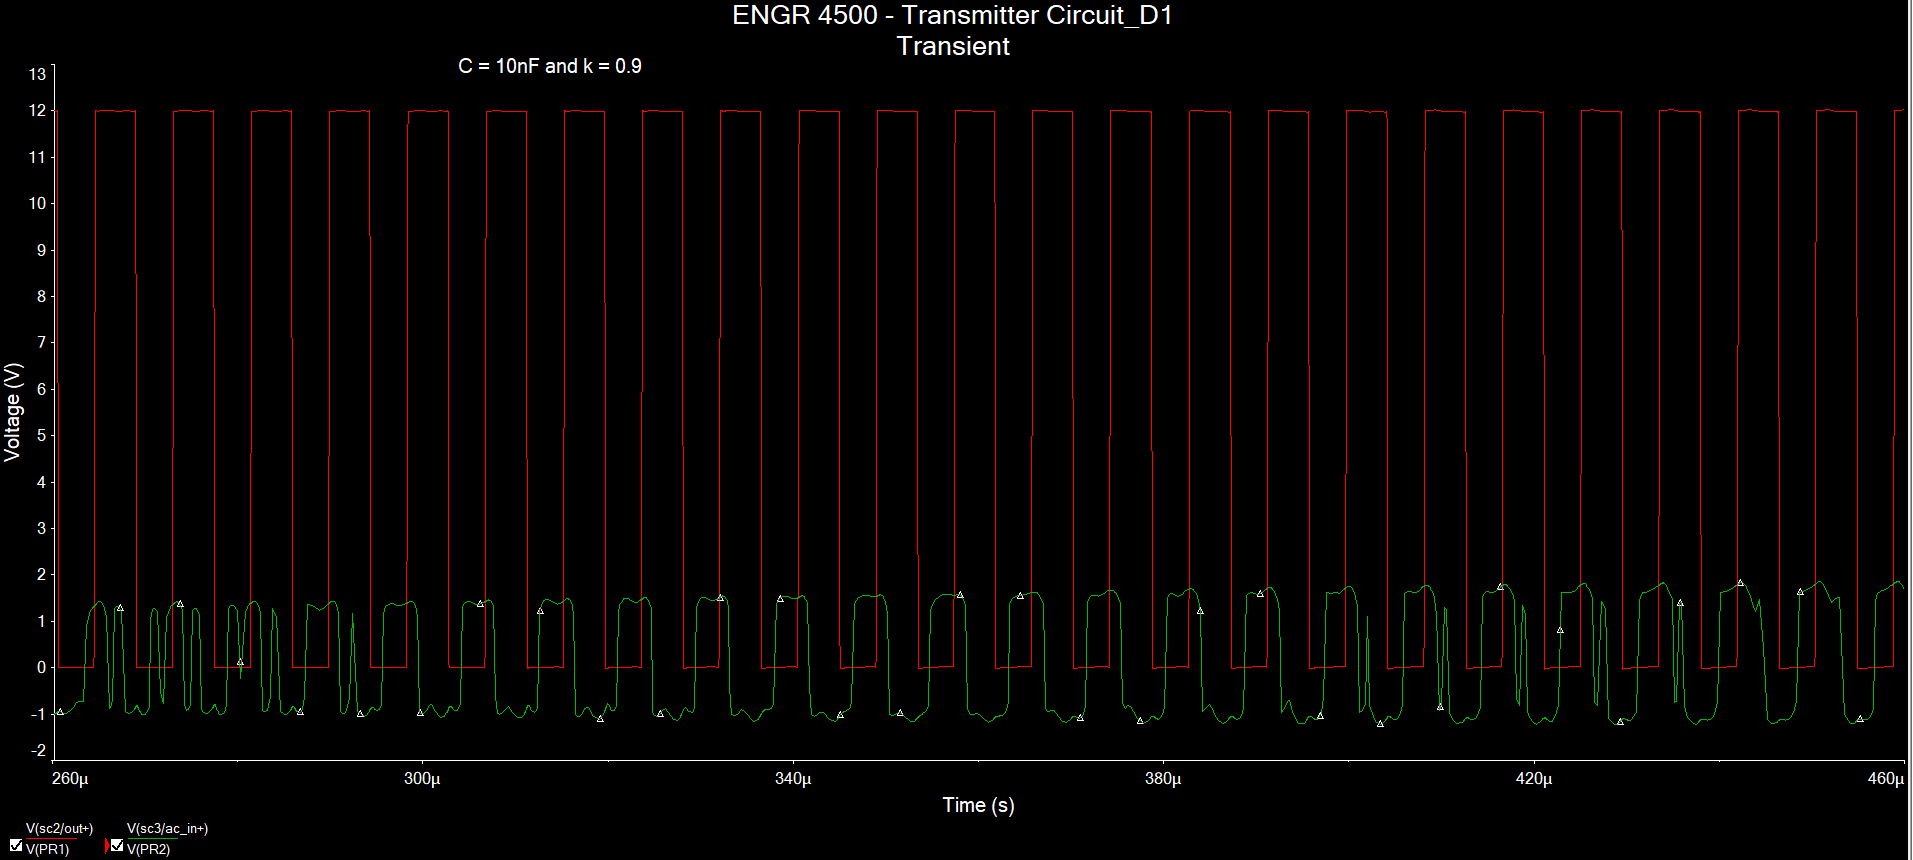 ENGR 4500 - Transmitter Circuit_D1
Transient
C = 10nF and k = 0.9
13
12
11
10
9
8
7
6
5
4
3
2
1
0
-1
-2
Voltage (V)
260µ 300µ 340µ 380µ 420µ 460µ
Time (s)
V(sc2/out+) V(sc3/ac_in+)
V(PR1) V(PR2)